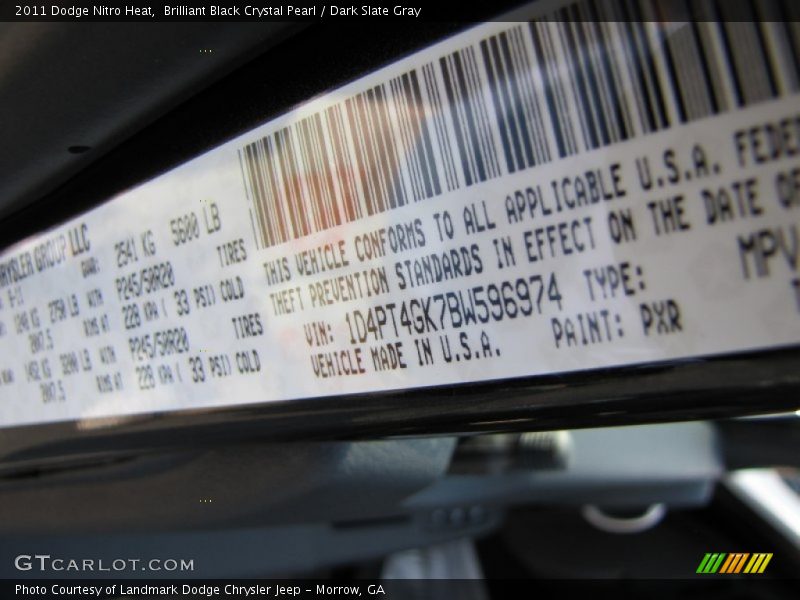 2011 Dodge Nitro Heat,  Brilliant Black Crystal Pearl / Dark Slate Gray
GROUP LLC
2541 KG 5600 LB
TIRES
P245/50R20
228 KPA ( 33 PSI) COLD
TIRES
P245/50R20
228 KPA ( 33 PSI) COLD
THIS VEHICLE CONFORMS TO ALL APPLICABLE U.S.A.
THEFT PREVENTION STANDARDS IN EFFECT ON THE DATE
VIN: 1D4PT4GK7BW596974 TYPE: MPV
VEHICLE MADE IN U.S.A. PAINT: PXR
GTCARLOT.COM
Photo Courtesy of Landmark Dodge Chrysler Jeep - Morrow, GA